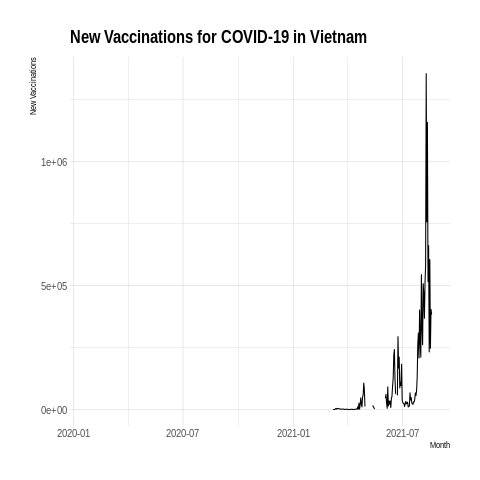 New Vaccinations for COVID-19 in Vietnam
New Vaccinations
1e+06
5e+05
0e+00
2020-01 2020-07 2021-01 2021-07
Month